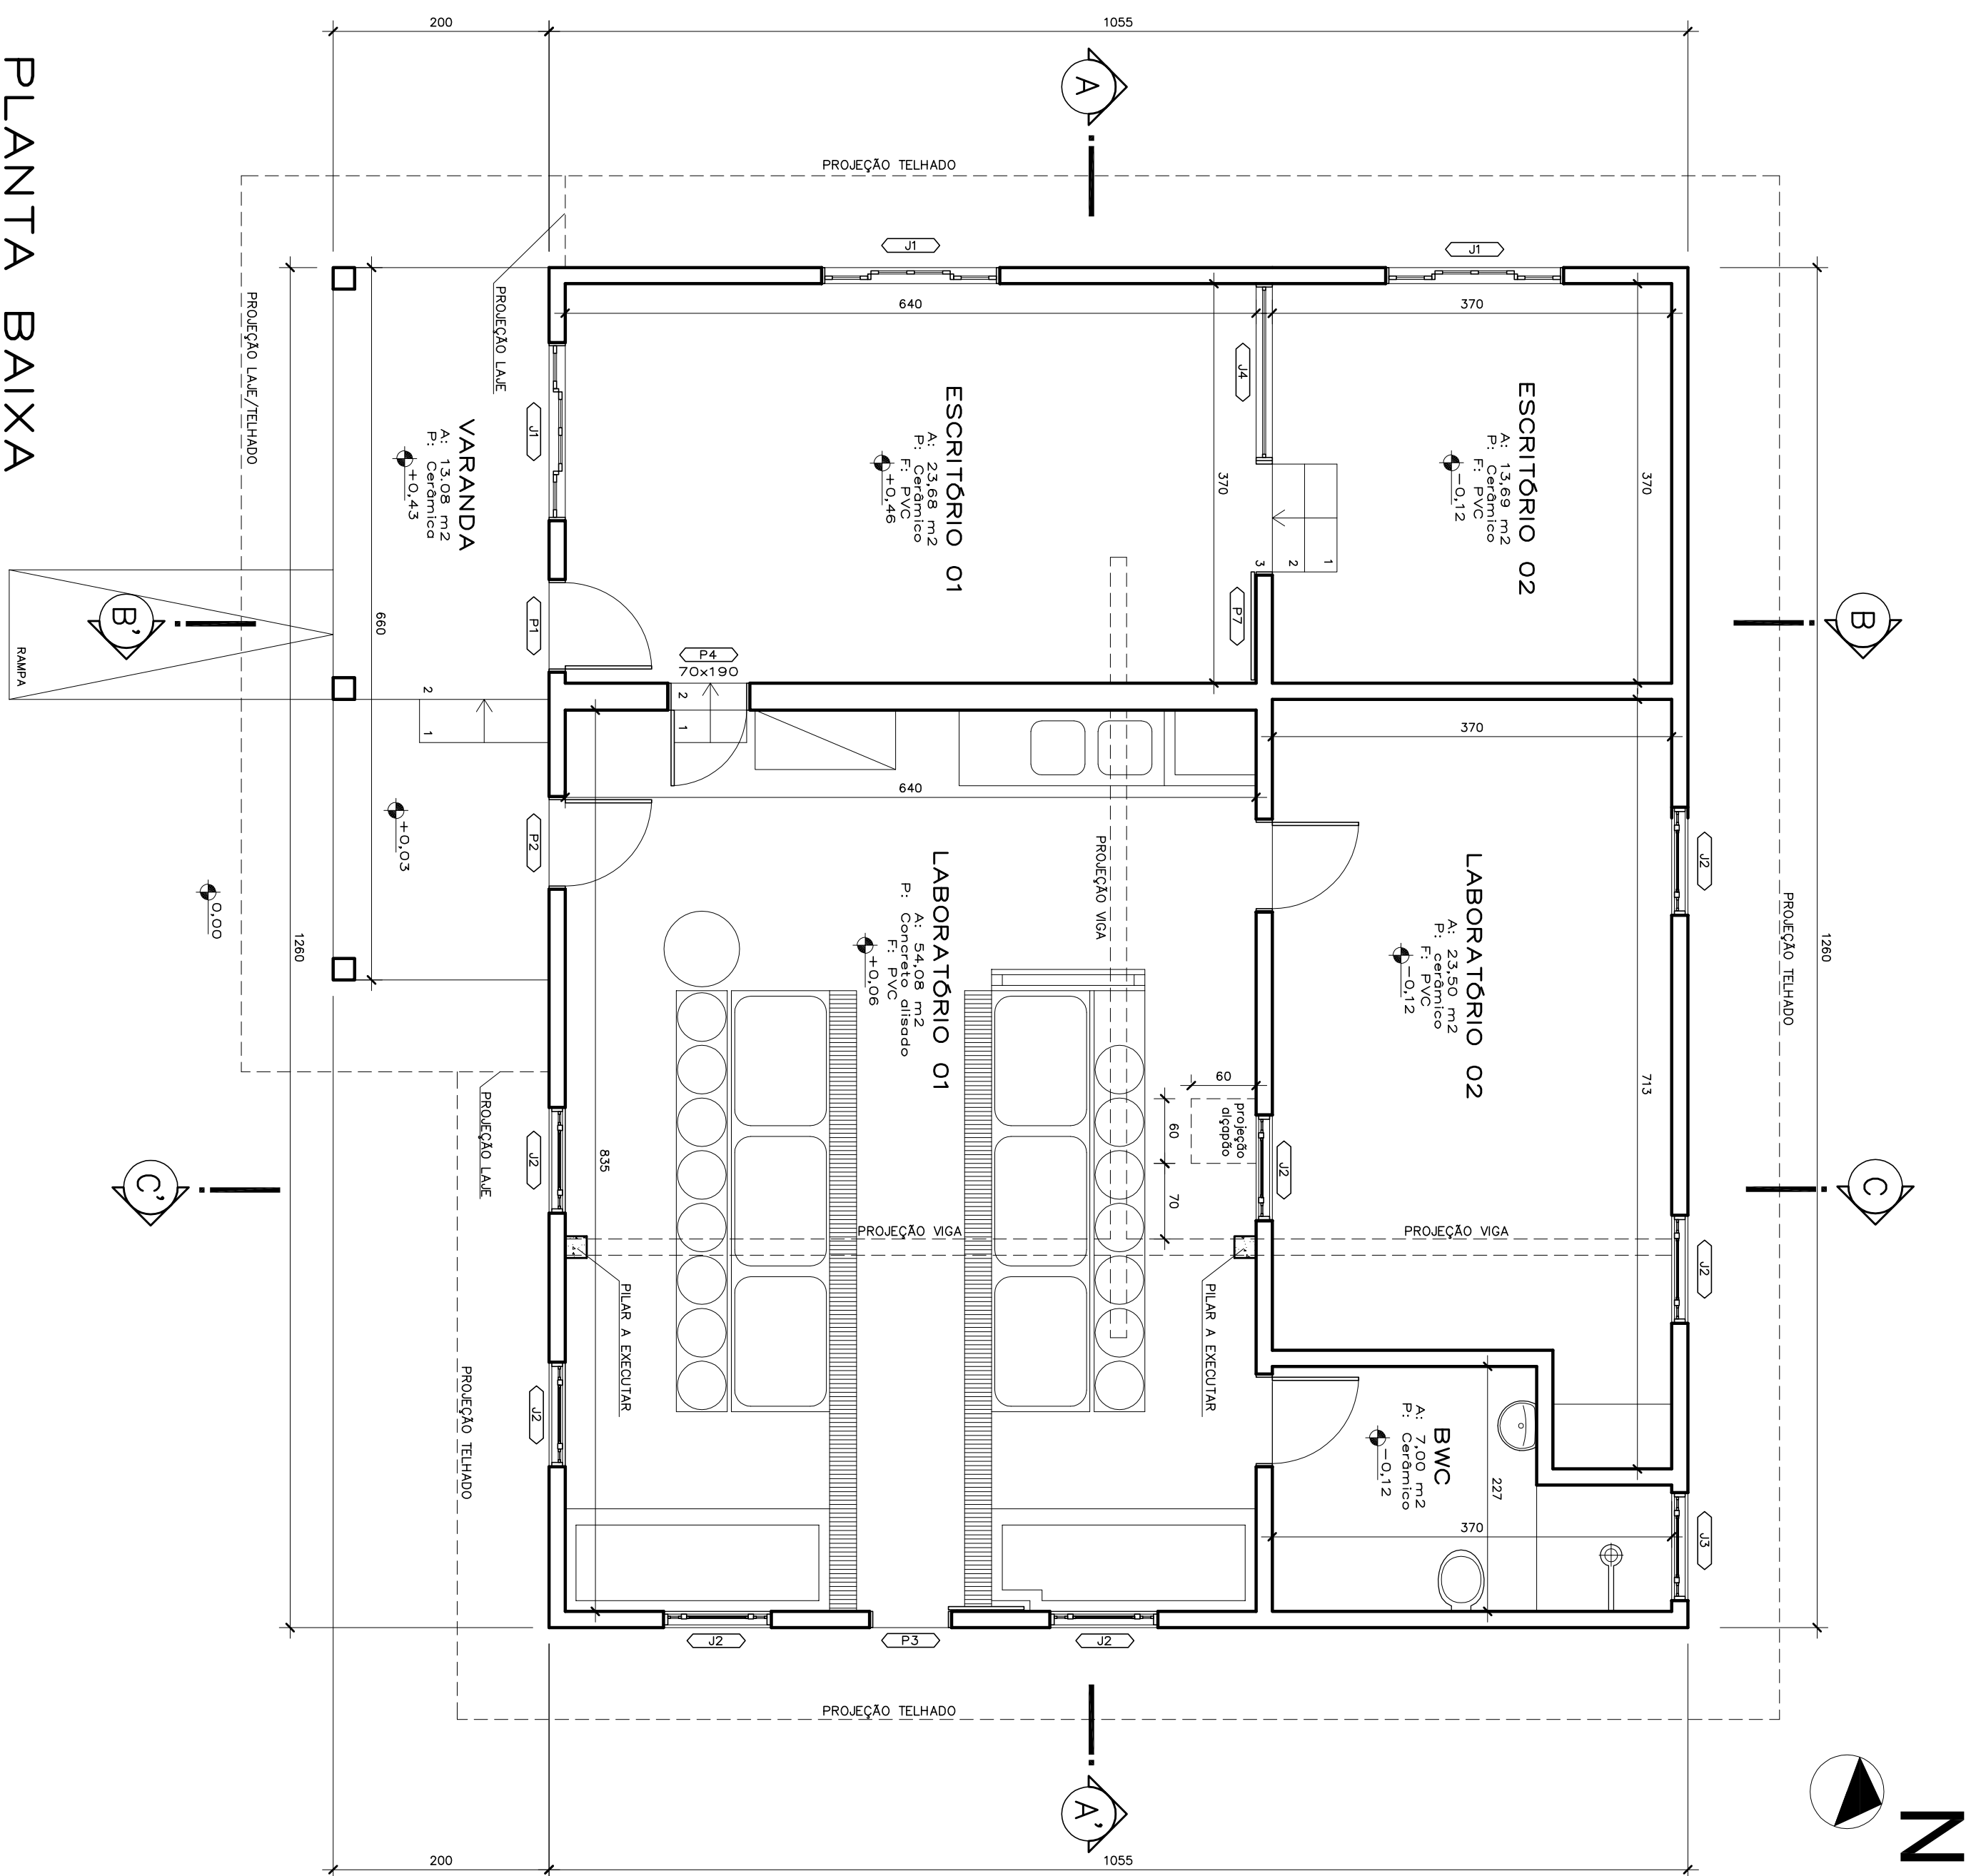 PLANTA BAIXA
N
1260
1260
200
1055
200
1055
A
A'
B
B'
C
C'
PROJEÇÃO TELHADO
PROJEÇÃO TELHADO
PROJEÇÃO TELHADO
PROJEÇÃO TELHADO
PROJEÇÃO LAJE/TELHADO
PROJEÇÃO LAJE
PROJEÇÃO LAJE
ESCRITÓRIO 02
A: 13,69 m2
P: Cerâmico
F: PVC
-0,12
370
370
J1
1
2
3
J4
P7
ESCRITÓRIO 01
A: 23,68 m2
P: Cerâmico
F: PVC
+0,46
640
370
J1
J1
P1
P4
70x190
2
1
VARANDA
A: 13.08 m2
P: Cerâmica
+0,43
660
2
1
+0,03
0,00
RAMPA
LABORATÓRIO 02
A: 23,50 m2
P: cerâmico
F: PVC
-0,12
370
713
J2
J2
J2
PROJEÇÃO VIGA
LABORATÓRIO 01
A: 54,08 m2
P: Concreto alisado
F: PVC
+0,06
640
835
PROJEÇÃO VIGA
PROJEÇÃO VIGA
projeção
alçapão
60
60
70
PILAR A EXECUTAR
PILAR A EXECUTAR
P2
J2
J2
J2
P3
J2
BWC
A: 7,00 m2
P: Cerâmico
-0,12
227
370
J3